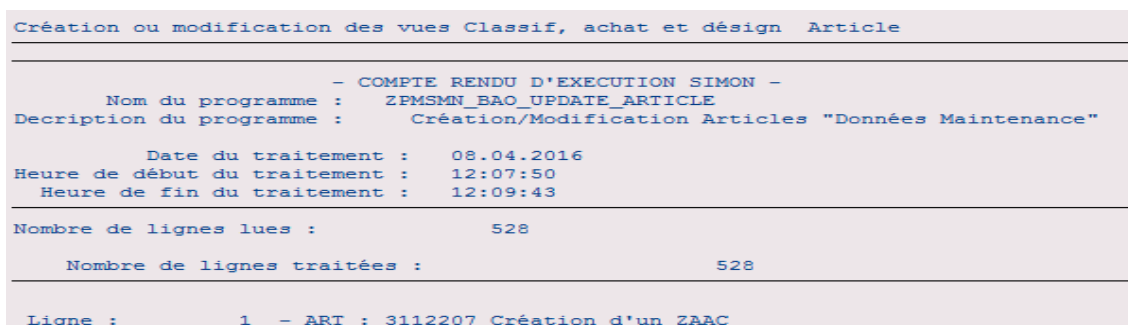 Création ou modification des vues Classif, achat et désign Article
- COMPTE RENDU D'EXECUTION SIMON -
Nom du programme : ZPMSMN_BAO_UPDATE_ARTICLE
Decription du programme : Création/Modification Articles "Données Maintenance"
Date du traitement : 08.04.2016
Heure de début du traitement : 12:07:50
Heure de fin du traitement : 12:09:43
Nombre de lignes lues : 528
Nombre de lignes traitées : 528
Ligne : 1 - ART : 3112207 Création d'un ZAAC